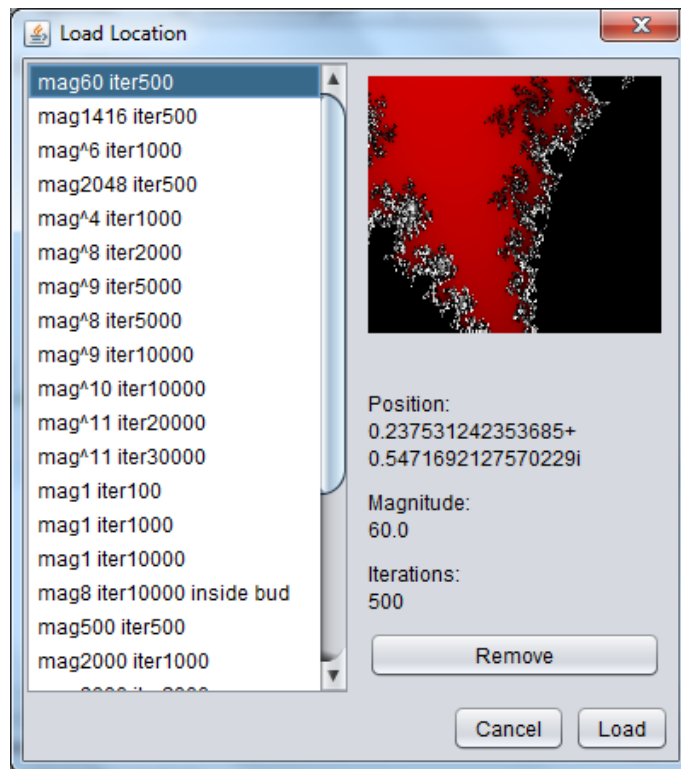 Load Location
mag60 iter500
mag1416 iter500
mag^6 iter1000
mag2048 iter500
mag^4 iter1000
mag^8 iter2000
mag^9 iter5000
mag^8 iter5000
mag^9 iter10000
mag^10 iter10000
mag^11 iter20000
mag^11 iter30000
mag1 iter100
mag1 iter1000
mag1 iter10000
mag8 iter10000 inside bud
mag500 iter500
mag2000 iter1000
Position:
0.237531242353685+
0.5471692127570229i
Magnitude:
60.0
Iterations:
500
Remove
Cancel
Load